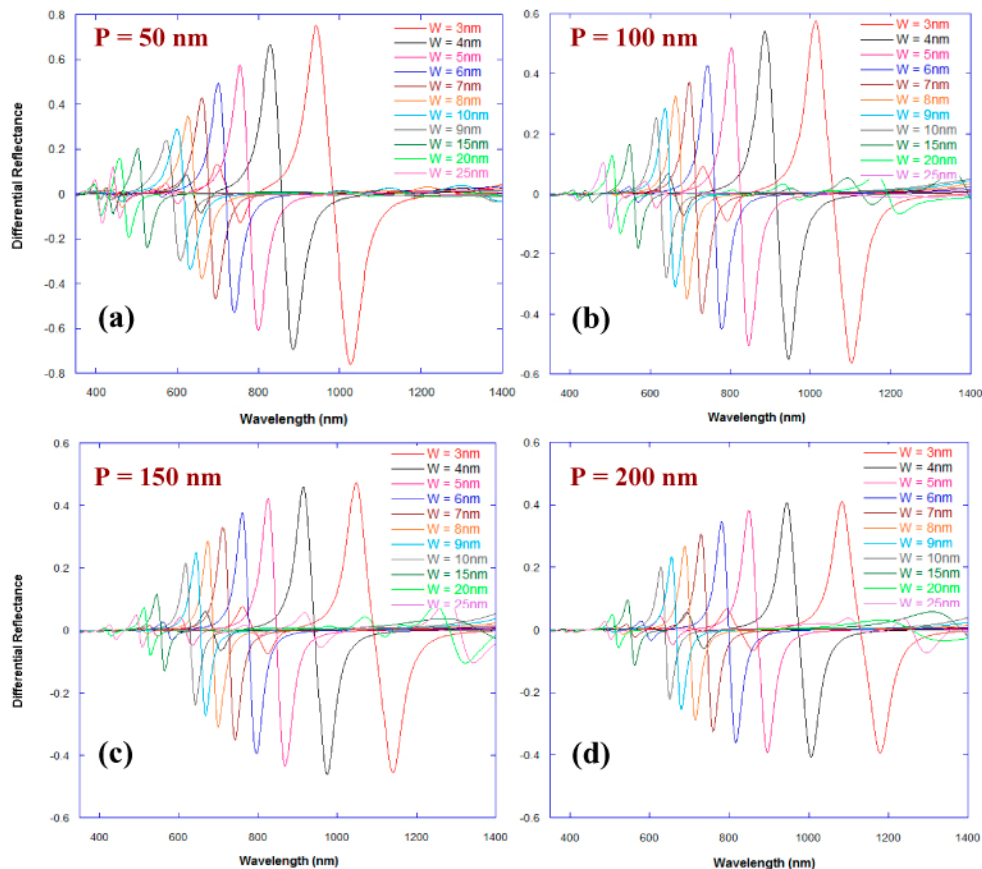 P = 50 nm
W = 3nm
W = 4nm
W = 5nm
W = 6nm
W = 7nm
W = 8nm
W = 10nm
W = 9nm
W = 15nm
W = 20nm
W = 25nm
0.8
0.6
0.4
0.2
0
-0.2
-0.4
-0.6
-0.8
Differential Reflectance
(a)
400 600 800 1000 1200 1400
Wavelength (nm)
P = 100 nm
W = 3nm
W = 4nm
W = 5nm
W = 6nm
W = 7nm
W = 8nm
W = 9nm
W = 10nm
W = 15nm
W = 20nm
W = 25nm
0.6
0.4
0.2
0
-0.2
-0.4
-0.6
(b)
400 600 800 1000 1200 1400
Wavelength (nm)
P = 150 nm
W = 3nm
W = 4nm
W = 5nm
W = 6nm
W = 7nm
W = 8nm
W = 9nm
W = 10nm
W = 15nm
W = 20nm
W = 25nm
0.6
0.4
0.2
0
-0.2
-0.4
-0.6
Differential Reflectance
(c)
400 600 800 1000 1200 1400
Wavelength (nm)
P = 200 nm
W = 3nm
W = 4nm
W = 5nm
W = 6nm
W = 7nm
W = 8nm
W = 9nm
W = 10nm
W = 15nm
W = 20nm
W = 25nm
0.6
0.4
0.2
0
-0.2
-0.4
-0.6
(d)
400 600 800 1000 1200 1400
Wavelength (nm)